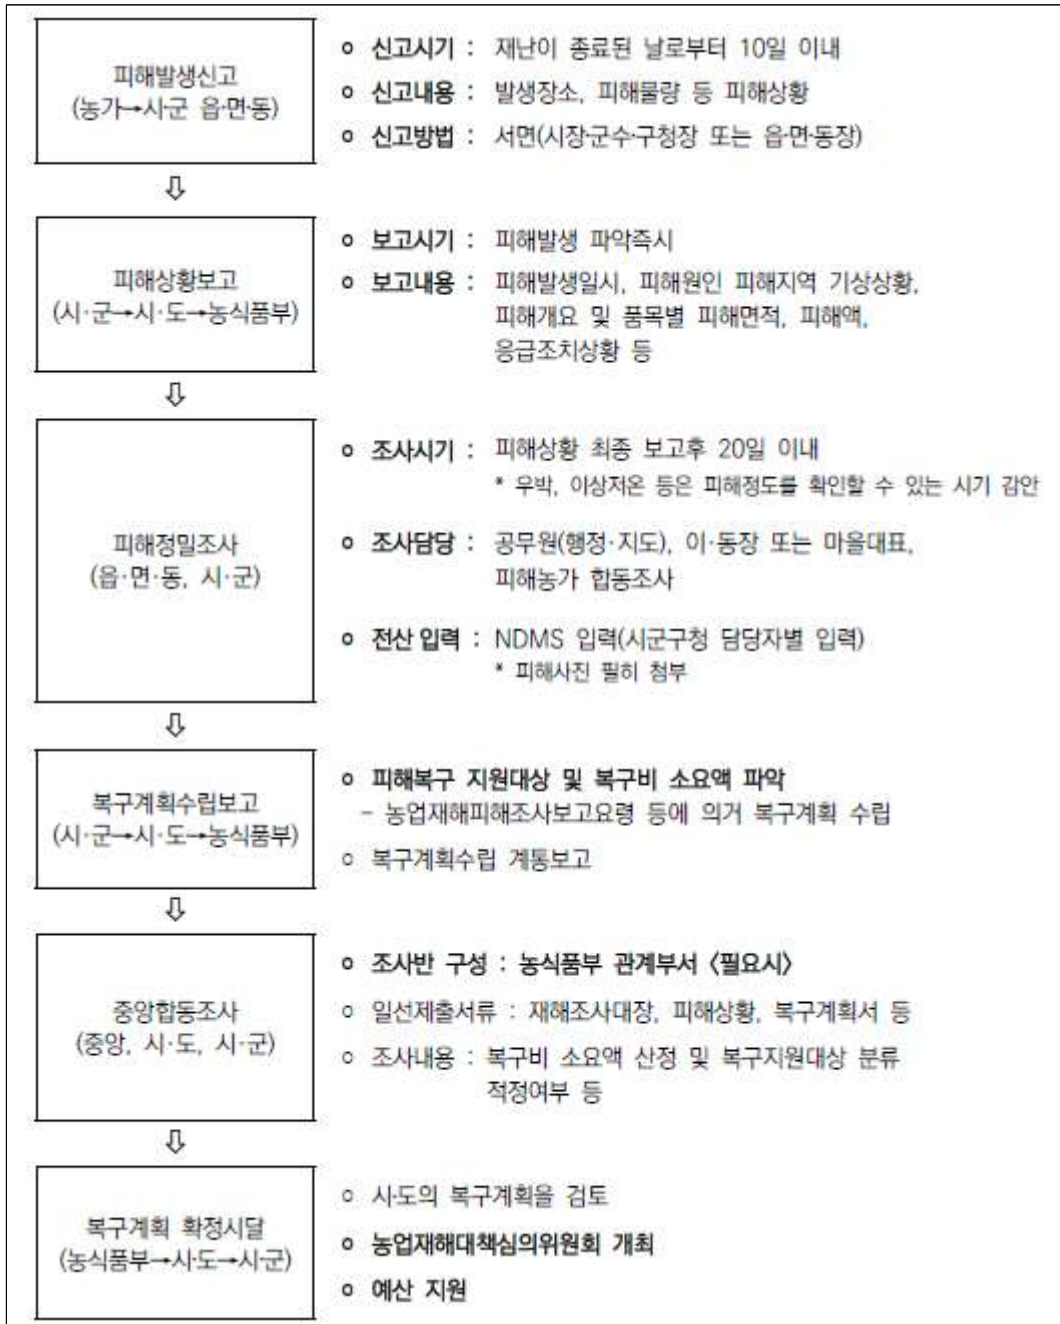 피해발생신고
(농가→시·군 읍·면·동)
o 신고시기 : 재난이 종료된 날로부터 10일 이내
o 신고내용 : 발생장소, 피해물량 등 피해상황
o 신고방법 : 서면(시장·군수·구청장 또는 읍·면·동장)
⇩
피해상황보고
(시·군→시·도→농식품부)
o 보고시기 : 피해발생 파악즉시
o 보고내용 : 피해발생일시, 피해원인 피해지역 기상상황,
피해개요 및 품목별 피해면적, 피해액,
응급조치상황 등
⇩
피해정밀조사
(읍·면·동, 시·군)
o 조사시기 : 피해상황 최종 보고후 20일 이내
* 우박, 이상저온 등은 피해정도를 확인할 수 있는 시기 감안
o 조사담당 : 공무원(행정·지도), 이·동장 또는 마을대표,
피해농가 합동조사
o 전산 입력 : NDMS 입력(시군구청 담당자별 입력)
* 피해사진 필히 첨부
⇩
복구계획수립보고
(시·군→시·도→농식품부)
o 피해복구 지원대상 및 복구비 소요액 파악
- 농업재해피해조사보고요령 등에 의거 복구계획 수립
o 복구계획수립 계통보고
⇩
중앙합동조사
(중앙, 시·도, 시·군)
o 조사반 구성 : 농식품부 관계부서 <필요시>
o 일선제출서류 : 재해조사대장, 피해상황, 복구계획서 등
o 조사내용 : 복구비 소요액 산정 및 복구지원대상 분류
적정여부 등
⇩
복구계획 확정시달
(농식품부→시·도→시·군)
o 시·도의 복구계획을 검토
o 농업재해대책심의위원회 개최
o 예산 지원